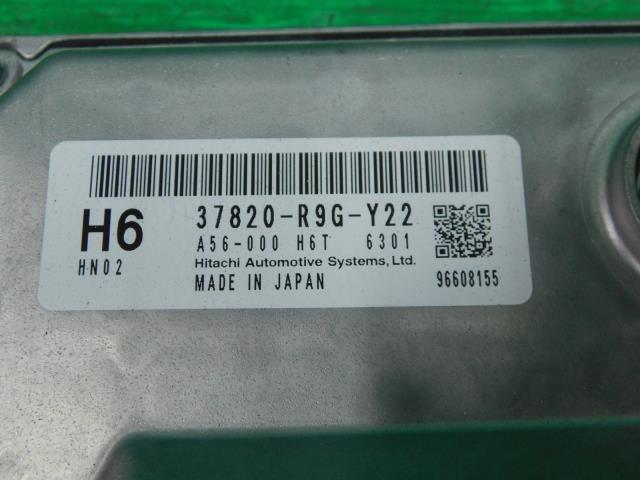 H6
HN02
37820-R9G-Y22
A56-000 H6T 6301
Hitachi Automotive Systems, Ltd.
MADE IN JAPAN
96608155